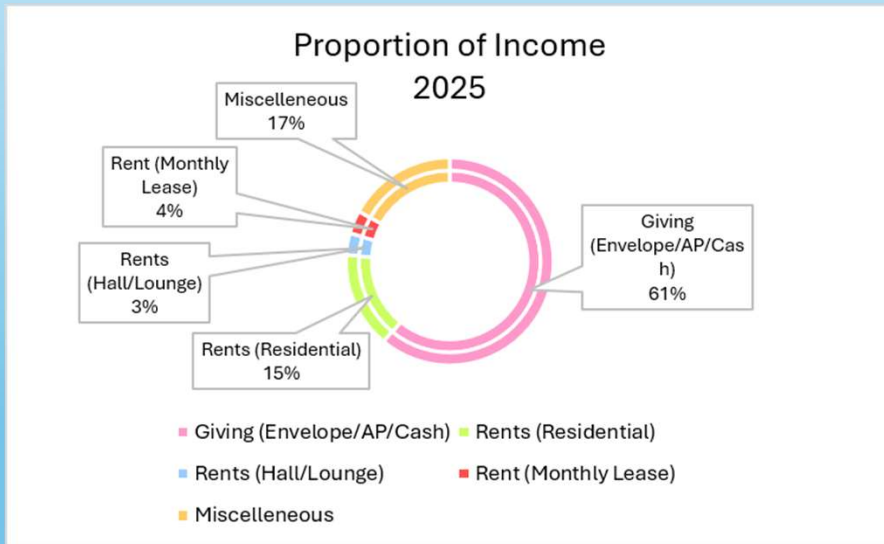 Proportion of Income
2025
Miscelleneous
17%
Rent (Monthly
Lease)
4%
Rents
(Hall/Lounge)
3%
Rents (Residential)
15%
Giving
(Envelope/AP/Cas
h)
61%
Giving (Envelope/AP/Cash)
Rents (Residential)
Rents (Hall/Lounge)
Rent (Monthly Lease)
Miscelleneous